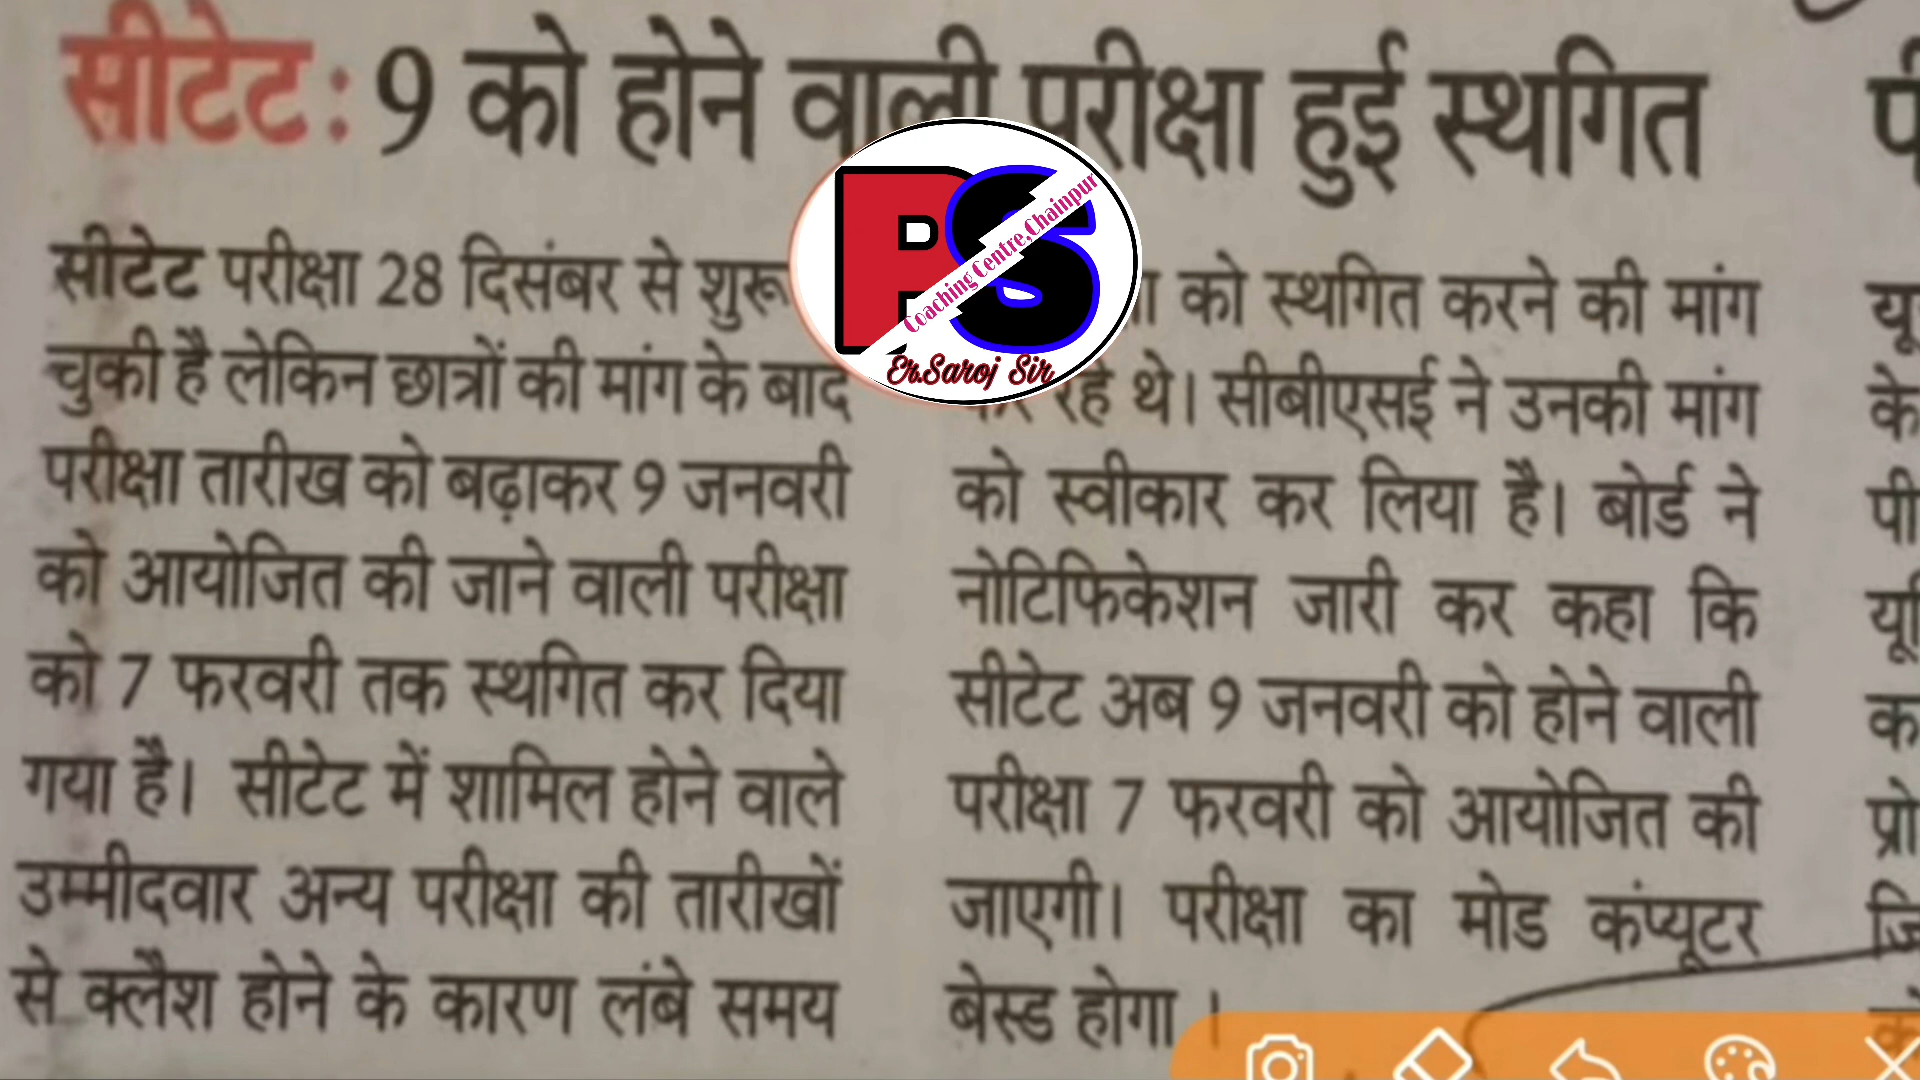 सीटेट: 9 को होने वाली परीक्षा हुई स्थगित
सीटेट परीक्षा 28 दिसंबर से शुरू
चुकी है लेकिन छात्रों की मांग के बाद
परीक्षा तारीख को बढ़ाकर 9 जनवरी
को आयोजित की जाने वाली परीक्षा
को 7 फरवरी तक स्थगित कर दिया
गया है। सीटेट में शामिल होने वाले
उम्मीदवार अन्य परीक्षा की तारीखों
से क्लैश होने के कारण लंबे समय
को स्थगित करने की मांग
कर रहे थे। सीबीएसई ने उनकी मांग
को स्वीकार कर लिया है। बोर्ड ने
नोटिफिकेशन जारी कर कहा कि
सीटेट अब 9 जनवरी को होने वाली
परीक्षा 7 फरवरी को आयोजित की
जाएगी। परीक्षा का मोड कंप्यूटर
बेस्ड होगा ।
PS
Coaching Centre,Chainpur
Er.Saroj Sir